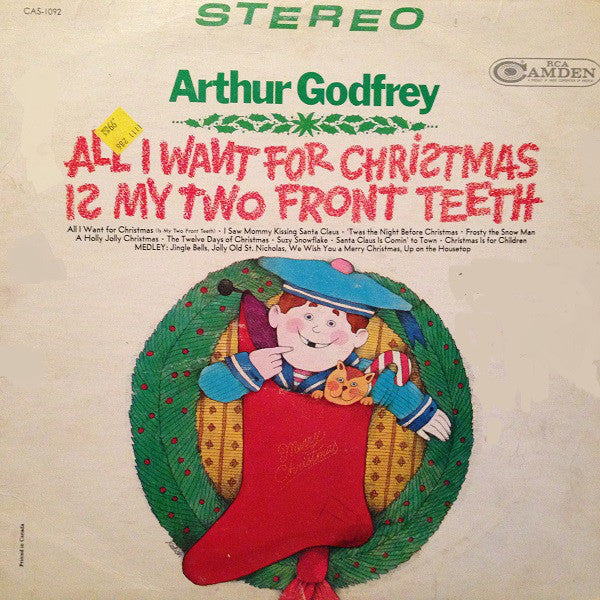 CAS-1092
STEREO
RCA
CAMDEN
Arthur Godfrey
ALL I WANT FOR CHRISTMAS
IS MY TWO FRONT TEETH
All I Want for Christmas (Is My Two Front Teeth) • I Saw Mommy Kissing Santa Claus • 'Twas the Night Before Christmas • Frosty the Snow Man
A Holly Jolly Christmas • The Twelve Days of Christmas • Suzy Snowflake • Santa Claus Is Comin' to Town • Christmas Is for Children
MEDLEY: Jingle Bells, Jolly Old St. Nicholas, We Wish You a Merry Christmas, Up on the Housetop
Merry
Christmas
Printed in Canada